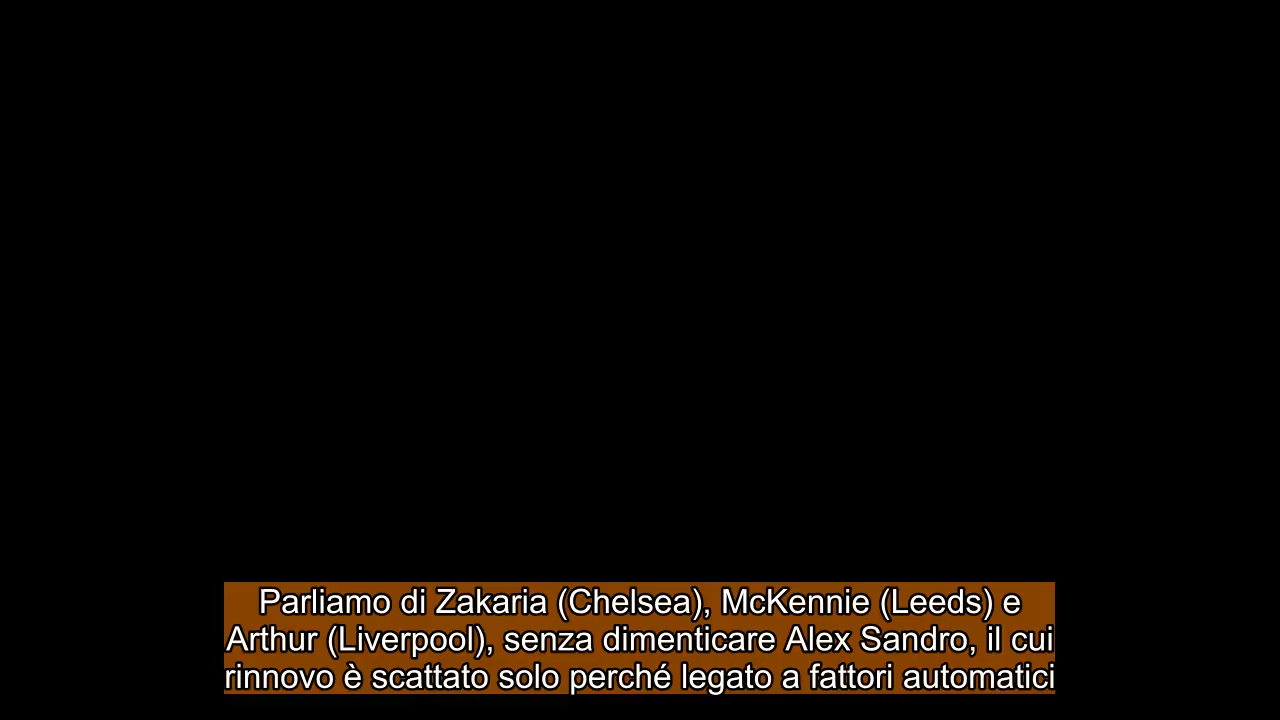 Parliamo di Zakaria (Chelsea), McKennie (Leeds) e
Arthur (Liverpool), senza dimenticare Alex Sandro, il cui
rinnovo è scattato solo perché legato a fattori automatici